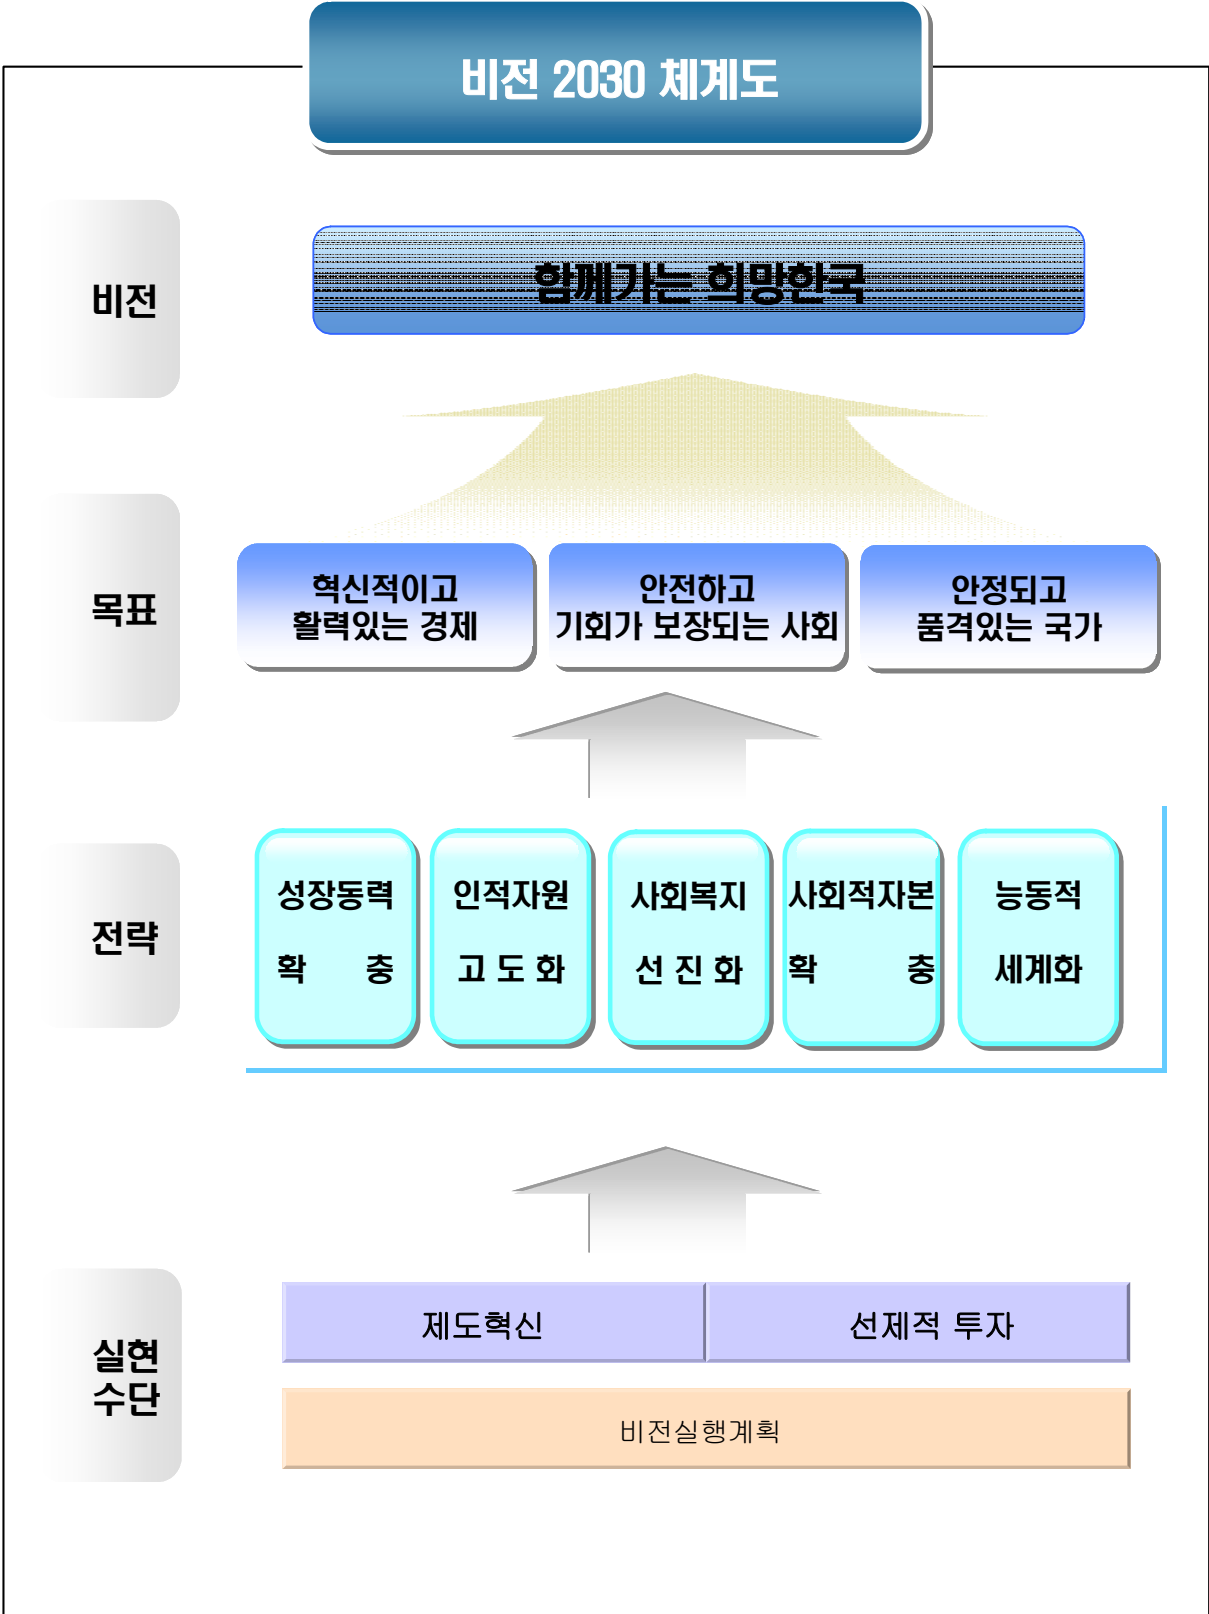 비전 2030 체계도
비전
함께가는 희망한국
목표
혁신적이고
활력있는 경제
안전하고
기회가 보장되는 사회
안정되고
품격있는 국가
전략
성장동력
확 충
인적자원
고 도 화
사회복지
선 진 화
사회적자본
확 충
능동적
세계화
실현
수단
제도혁신
선제적 투자
비전실행계획